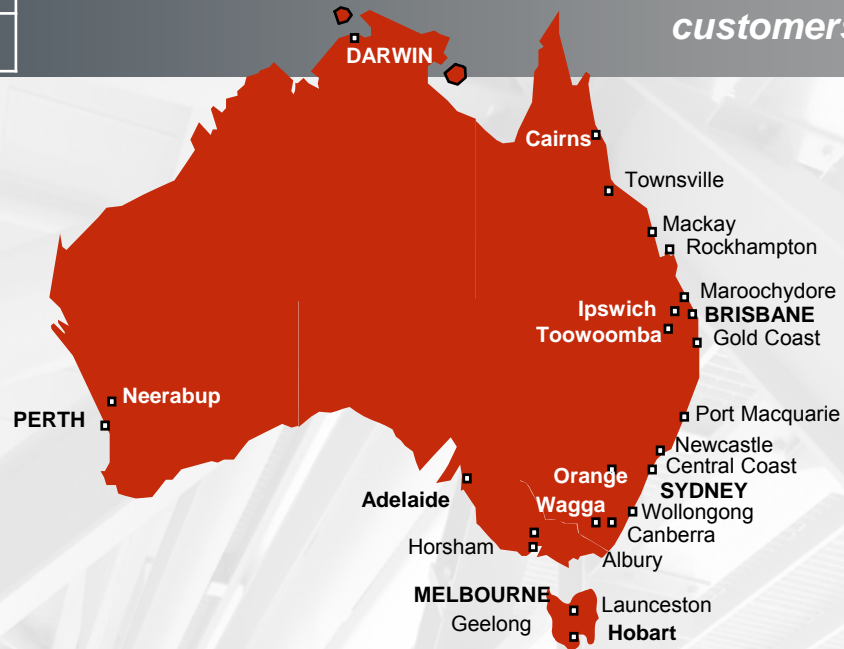 customers
DARWIN
Cairns
Townsville
Mackay
Rockhampton
Maroochydore
Ipswich
BRISBANE
Toowoomba
Gold Coast
Neerabup
PERTH
Port Macquarie
Newcastle
Orange
Central Coast
Adelaide
SYDNEY
Wagga
Wollongong
Canberra
Horsham
Albury
MELBOURNE
Launceston
Geelong
Hobart